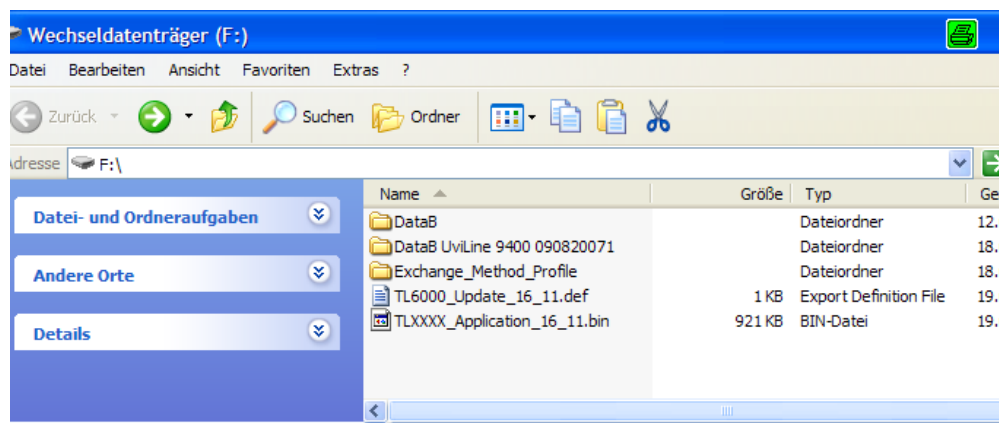 Wechseldatenträger (F:)
Datei Bearbeiten Ansicht Favoriten Extras ?
Zurück Suchen Ordner
Adresse F:\
Name Größe Typ Ge
Datei- und Ordneraufgaben
Andere Orte
Details
DataB Dateiordner 12.
DataB UviLine 9400 090820071 Dateiordner 18.
Exchange_Method_Profile Dateiordner 18.
TL6000_Update_16_11.def 1 KB Export Definition File 19.
TLXXXX_Application_16_11.bin 921 KB BIN-Datei 19.